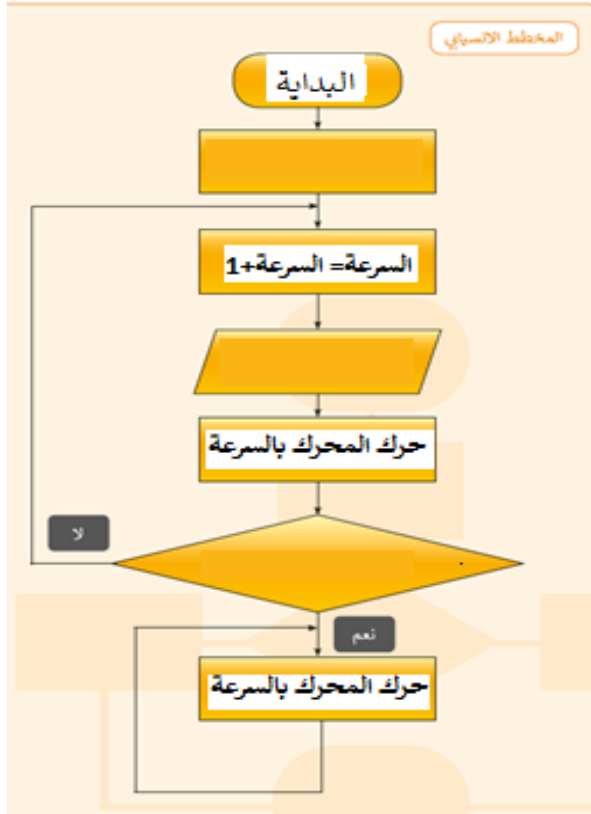 المخطط الانسيابي
البداية
السرعة= السرعة+1
حرك المحرك بالسرعة
لا
نعم
حرك المحرك بالسرعة